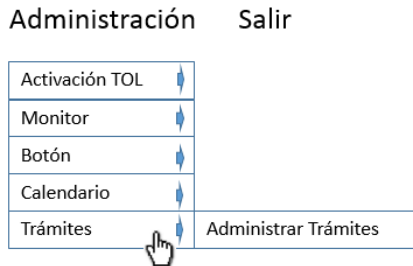 Administración Salir
Activación TOL
Monitor
Botón
Calendario
Trámites Administrar Trámites